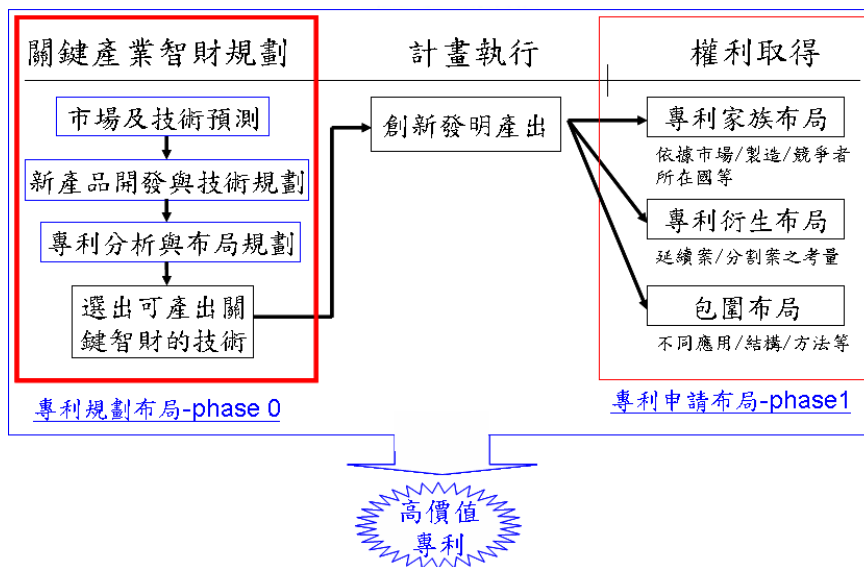 關鍵產業智財規劃
計畫執行
權利取得
市場及技術預測
新產品開發與技術規劃
專利分析與布局規劃
選出可產出關
鍵智財的技術
創新發明產出
專利家族布局
依據市場/製造/競爭者
所在國等
專利衍生布局
延續案/分割案之考量
包圍布局
不同應用/結構/方法等
專利規劃布局-phase 0
專利申請布局-phase1
高價值
專利